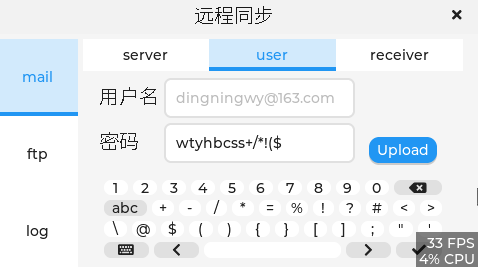 远程同步
mail
server user receiver
用户名 dingningwy@163.com
密码 wtyhbcss+/*!($
Upload
ftp
log
1 2 3 4 5 6 7 8 9 0
abc + - / * = % ! ? # < >
\ @ $ ( ) { } [ ] ; " '
33 FPS
4% CPU